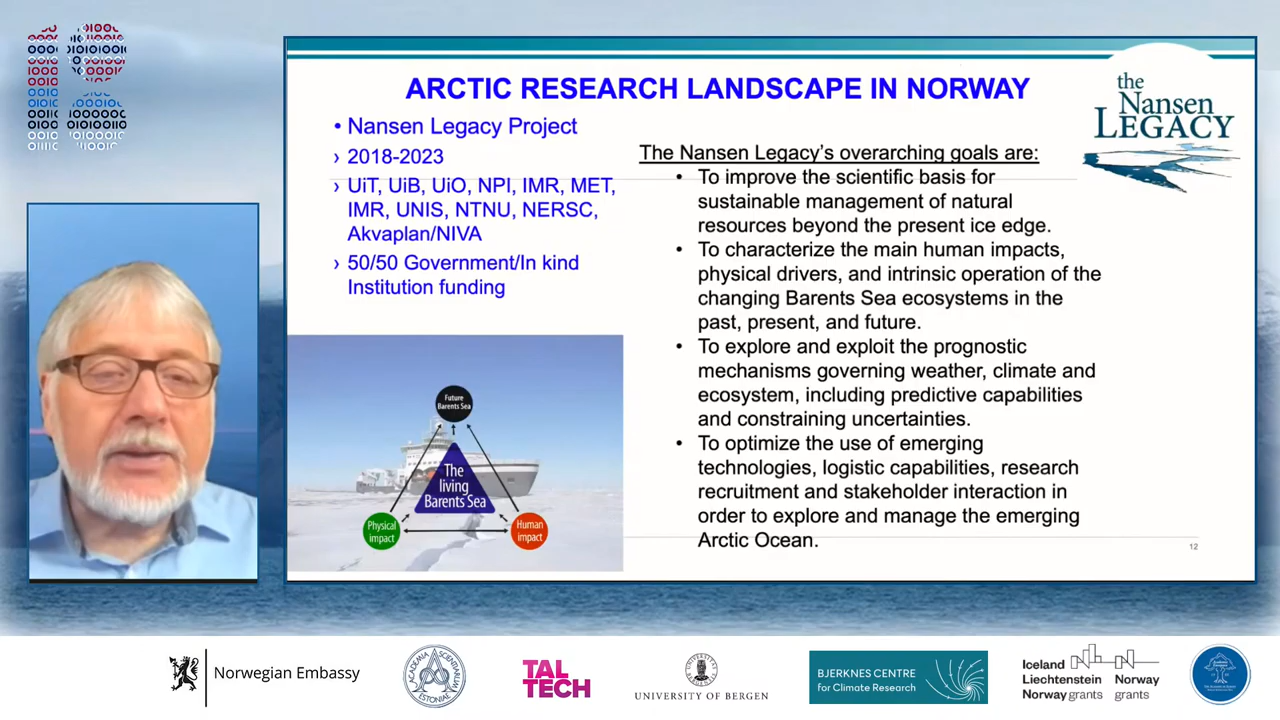 ARCTIC RESEARCH LANDSCAPE IN NORWAY
the
Nansen
LEGACY
• Nansen Legacy Project
› 2018-2023
› UiT, UiB, UiO, NPI, IMR, MET,
IMR, UNIS, NTNU, NERSC,
Akvaplan/NIVA
› 50/50 Government/In kind
Institution funding
The Nansen Legacy's overarching goals are:
• To improve the scientific basis for
sustainable management of natural
resources beyond the present ice edge.
• To characterize the main human impacts,
physical drivers, and intrinsic operation of the
changing Barents Sea ecosystems in the
past, present, and future.
• To explore and exploit the prognostic
mechanisms governing weather, climate and
ecosystem, including predictive capabilities
and constraining uncertainties.
• To optimize the use of emerging
technologies, logistic capabilities, research
recruitment and stakeholder interaction in
order to explore and manage the emerging
Arctic Ocean.
Future
Barents Sea
The
living
Barents Sea
Physical
impact
Human
impact
12
Norwegian Embassy
ACADEMIA SCIENTIARUM ESTONIAE
TAL
TECH
UNIVERSITY OF BERGEN
BJERKNES CENTRE
for Climate Research
Iceland
Liechtenstein
Norway grants
Norway
grants